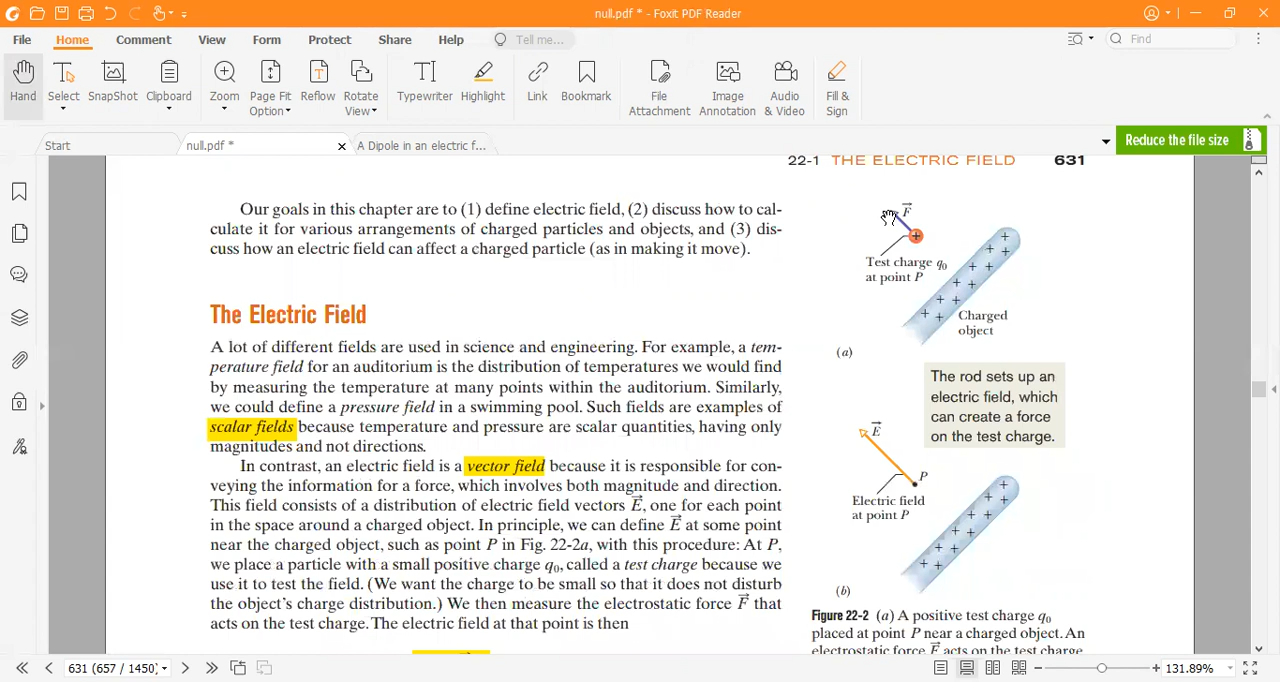 null.pdf * - Foxit PDF Reader
File Home Comment View Form Protect Share Help Tell me... Find
Hand Select SnapShot Clipboard Zoom Page Fit Option Reflow Rotate View Typewriter Highlight Link Bookmark File Attachment Image Annotation Audio & Video Fill & Sign
Start null.pdf * A Dipole in an electric f... Reduce the file size
22-1 THE ELECTRIC FIELD 631
Our goals in this chapter are to (1) define electric field, (2) discuss how to cal-
culate it for various arrangements of charged particles and objects, and (3) dis-
cuss how an electric field can affect a charged particle (as in making it move).
The Electric Field
A lot of different fields are used in science and engineering. For example, a tem-
perature field for an auditorium is the distribution of temperatures we would find
by measuring the temperature at many points within the auditorium. Similarly,
we could define a pressure field in a swimming pool. Such fields are examples of
scalar fields because temperature and pressure are scalar quantities, having only
magnitudes and not directions.
In contrast, an electric field is a vector field because it is responsible for con-
veying the information for a force, which involves both magnitude and direction.
This field consists of a distribution of electric field vectors E⃗, one for each point
in the space around a charged object. In principle, we can define E⃗ at some point
near the charged object, such as point P in Fig. 22-2a, with this procedure: At P,
we place a particle with a small positive charge q₀, called a test charge because we
use it to test the field. (We want the charge to be small so that it does not disturb
the object's charge distribution.) We then measure the electrostatic force F⃗ that
acts on the test charge. The electric field at that point is then
F⃗
+
Test charge q₀
at point P
+ + + + + + + + + +
Charged
object
(a)
The rod sets up an
electric field, which
can create a force
on the test charge.
E⃗
P
Electric field
at point P
+ + + + + + + + + +
(b)
Figure 22-2 (a) A positive test charge q₀
placed at point P near a charged object. An
electrostatic force F⃗ acts on the test charge.
631 (657 / 1450) 131.89%